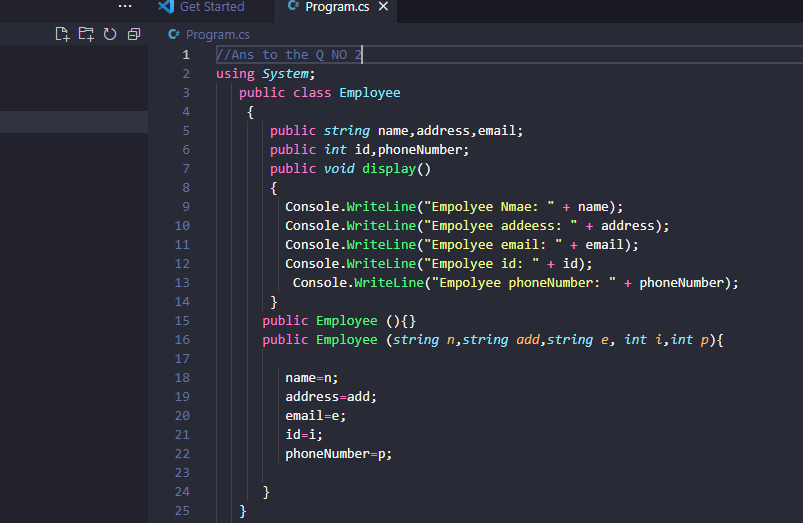 ··· Get Started Program.cs
Program.cs
1 //Ans to the Q NO 2
2 using System;
3 public class Employee
4 {
5 public string name,address,email;
6 public int id,phoneNumber;
7 public void display()
8 {
9 Console.WriteLine("Empolyee Nmae: " + name);
10 Console.WriteLine("Empolyee addeess: " + address);
11 Console.WriteLine("Empolyee email: " + email);
12 Console.WriteLine("Empolyee id: " + id);
13 Console.WriteLine("Empolyee phoneNumber: " + phoneNumber);
14 }
15 public Employee (){}
16 public Employee (string n,string add,string e, int i,int p){
17
18 name=n;
19 address=add;
20 email=e;
21 id=i;
22 phoneNumber=p;
23
24 }
25 }